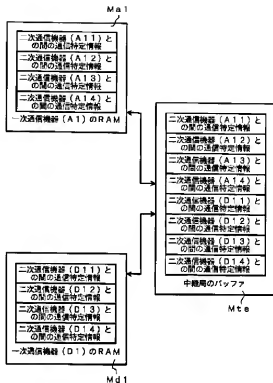 Ma1
二次通信機器(A11)と
の間の通信特定情報
二次通信機器(A12)と
の間の通信特定情報
二次通信機器(A13)と
の間の通信特定情報
二次通信機器(A14)と
の間の通信特定情報
一次通信機器(A1)のRAM
二次通信機器(A11)と
の間の通信特定情報
二次通信機器(A12)と
の間の通信特定情報
二次通信機器(A13)と
の間の通信特定情報
二次通信機器(A14)と
の間の通信特定情報
二次通信機器(D11)と
の間の通信特定情報
二次通信機器(D12)と
の間の通信特定情報
二次通信機器(D13)と
の間の通信特定情報
二次通信機器(D14)と
の間の通信特定情報
中継局のバッファ
Mte
二次通信機器(D11)と
の間の通信特定情報
二次通信機器(D12)と
の間の通信特定情報
二次通信機器(D13)と
の間の通信特定情報
二次通信機器(D14)と
の間の通信特定情報
一次通信機器(D1)のRAM
Md1